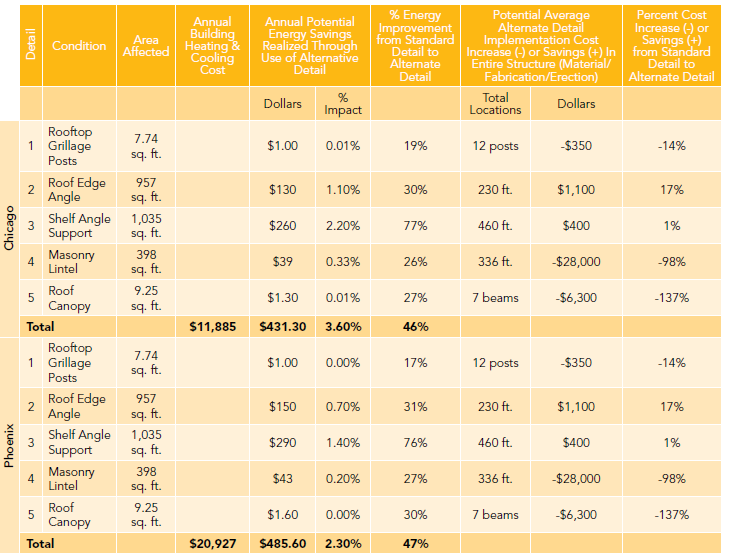 Detail
Condition
Area
Affected
Annual
Building
Heating &
Cooling
Cost
Annual Potential
Energy Savings
Realized Through
Use of Alternative
Detail
% Energy
Improvement
from Standard
Detail to
Alternate
Detail
Potential Average
Alternate Detail
Implementation Cost
Increase (-) or Savings (+) In
Entire Structure (Material/
Fabrication/Erection)
Percent Cost
Increase (-) or
Savings (+)
from Standard
Detail to
Alternate Detail
Dollars
%
Impact
Total
Locations
Dollars
Chicago
1 Rooftop Grillage Posts 7.74 sq. ft. $1.00 0.01% 19% 12 posts -$350 -14%
2 Roof Edge Angle 957 sq. ft. $130 1.10% 30% 230 ft. $1,100 17%
3 Shelf Angle Support 1,035 sq. ft. $260 2.20% 77% 460 ft. $400 1%
4 Masonry Lintel 398 sq. ft. $39 0.33% 26% 336 ft. -$28,000 -98%
5 Roof Canopy 9.25 sq. ft. $1.30 0.01% 27% 7 beams -$6,300 -137%
Total $11,885 $431.30 3.60% 46%
Phoenix
1 Rooftop Grillage Posts 7.74 sq. ft. $1.00 0.00% 17% 12 posts -$350 -14%
2 Roof Edge Angle 957 sq. ft. $150 0.70% 31% 230 ft. $1,100 17%
3 Shelf Angle Support 1,035 sq. ft. $290 1.40% 76% 460 ft. $400 1%
4 Masonry Lintel 398 sq. ft. $43 0.20% 27% 336 ft. -$28,000 -98%
5 Roof Canopy 9.25 sq. ft. $1.60 0.00% 30% 7 beams -$6,300 -137%
Total $20,927 $485.60 2.30% 47%